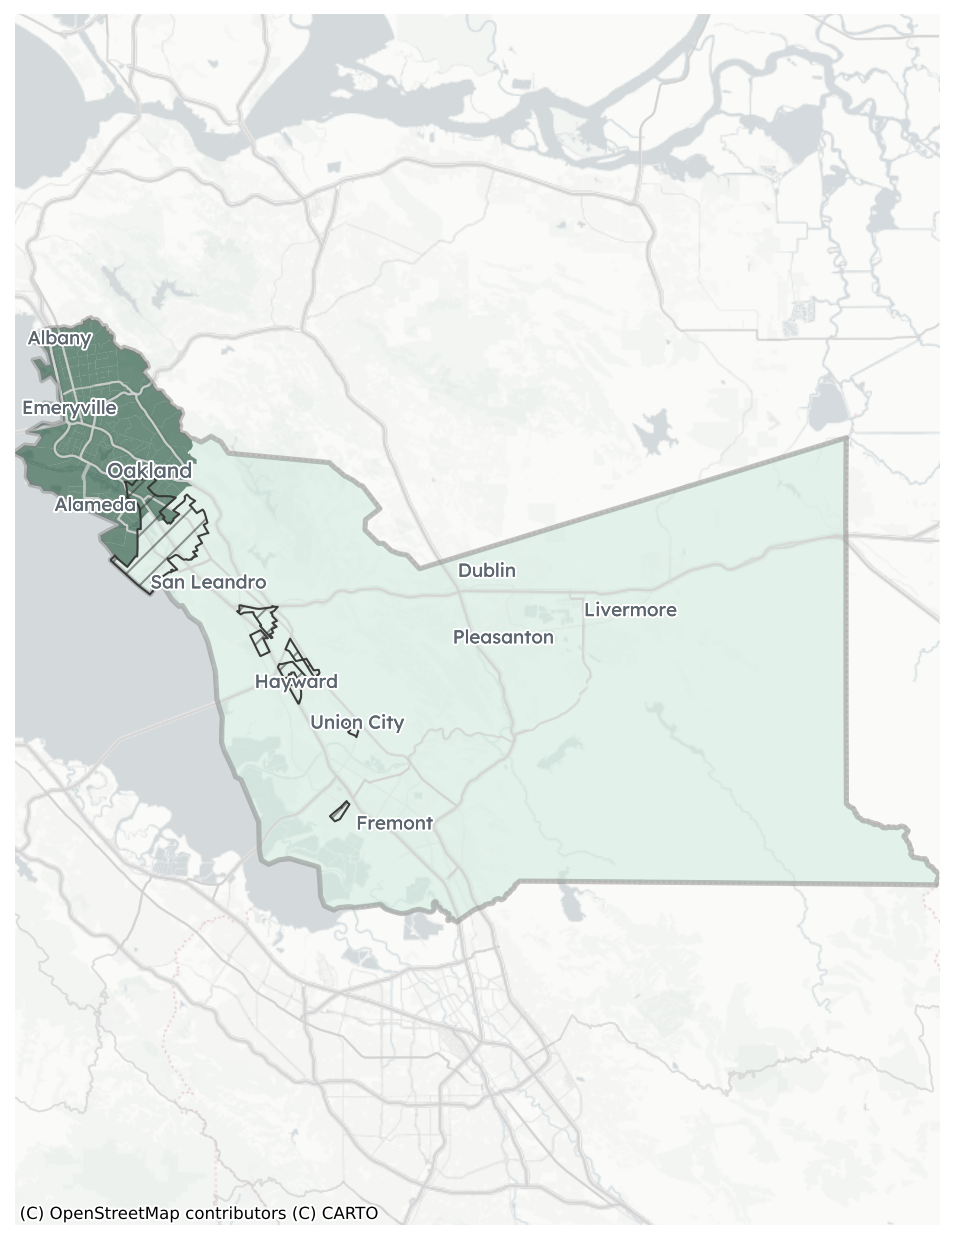 Albany
Emeryville
Oakland
Alameda
San Leandro
Dublin
Livermore
Pleasanton
Hayward
Union City
Fremont
(C) OpenStreetMap contributors (C) CARTO